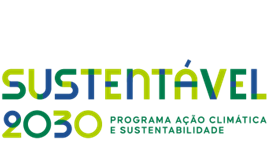 SUSTENTÁVEL
2030 PROGRAMA AÇÃO CLIMÁTICA
E SUSTENTABILIDADE